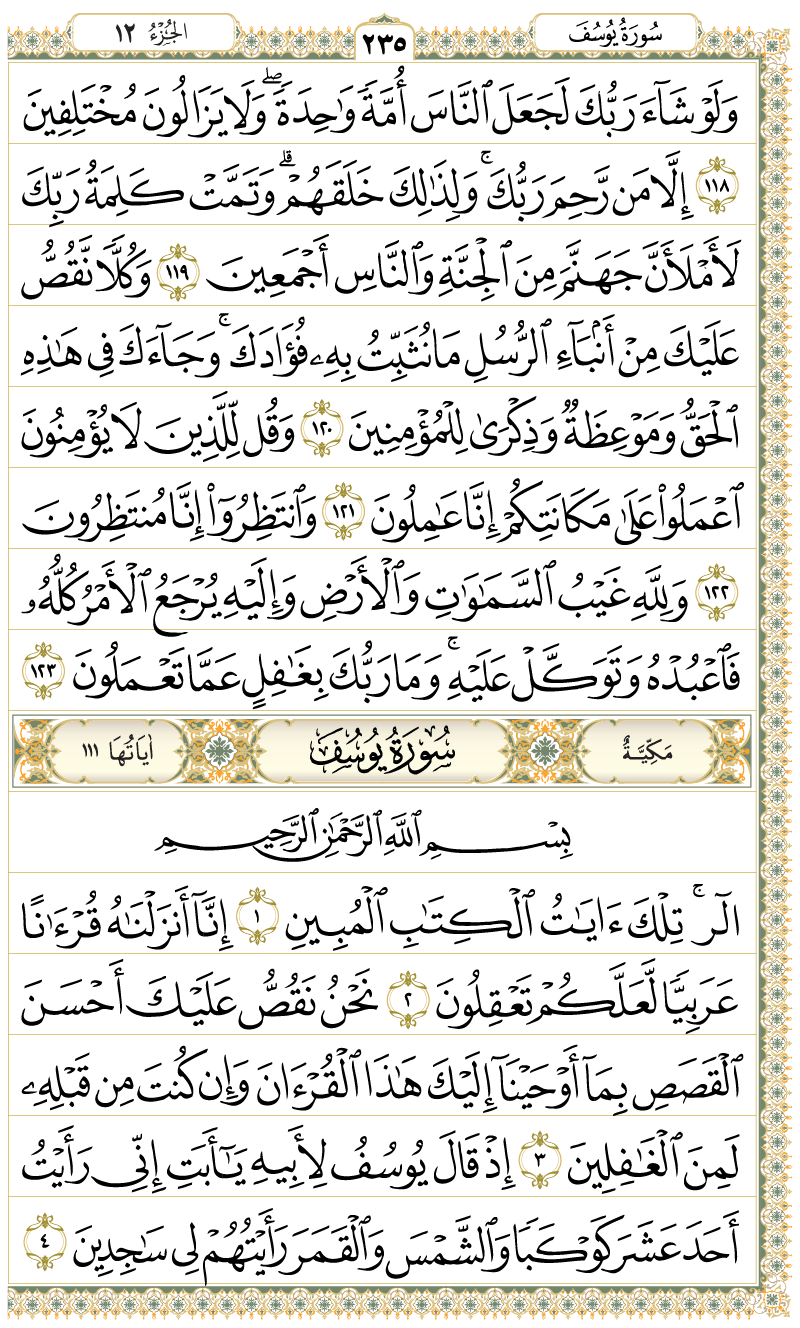 سُورَةُ يُوسُفَ ٢٣٥ الجُزْءُ ١٢
وَلَوْ شَآءَ رَبُّكَ لَجَعَلَ ٱلنَّاسَ أُمَّةٗ وَٰحِدَةٗۖ وَلَا يَزَالُونَ مُخْتَلِفِينَ
١١٨ إِلَّا مَن رَّحِمَ رَبُّكَۚ وَلِذَٰلِكَ خَلَقَهُمْۗ وَتَمَّتْ كَلِمَةُ رَبِّكَ
لَأَمْلَأَنَّ جَهَنَّمَ مِنَ ٱلْجِنَّةِ وَٱلنَّاسِ أَجْمَعِينَ ١١٩ وَكُلّٗا نَّقُصُّ
عَلَيْكَ مِنْ أَنۢبَآءِ ٱلرُّسُلِ مَا نُثَبِّتُ بِهِۦ فُؤَادَكَۚ وَجَآءَكَ فِي هَٰذِهِ
ٱلْحَقُّ وَمَوْعِظَةٞ وَذِكْرَىٰ لِلْمُؤْمِنِينَ ١٢٠ وَقُل لِّلَّذِينَ لَا يُؤْمِنُونَ
ٱعْمَلُوا۟ عَلَىٰ مَكَانَتِكُمْ إِنَّا عَٰمِلُونَ ١٢١ وَٱنتَظِرُوٓا۟ إِنَّا مُنتَظِرُونَ
١٢٢ وَلِلَّهِ غَيْبُ ٱلسَّمَٰوَٰتِ وَٱلْأَرْضِ وَإِلَيْهِ يُرْجَعُ ٱلْأَمْرُ كُلُّهُۥ
فَٱعْبُدْهُ وَتَوَكَّلْ عَلَيْهِۚ وَمَا رَبُّكَ بِغَٰفِلٍ عَمَّا تَعْمَلُونَ ١٢٣
مَكِّيَّةٌ سُورَةُ يُوسُفَ اٰيَاتُهَا ١١١
بِسْمِ ٱللَّهِ ٱلرَّحْمَٰنِ ٱلرَّحِيمِ
الٓرۚ تِلْكَ ءَايَٰتُ ٱلْكِتَٰبِ ٱلْمُبِينِ ١ إِنَّآ أَنزَلْنَٰهُ قُرْءَٰنًا
عَرَبِيّٗا لَّعَلَّكُمْ تَعْقِلُونَ ٢ نَحْنُ نَقُصُّ عَلَيْكَ أَحْسَنَ
ٱلْقَصَصِ بِمَآ أَوْحَيْنَآ إِلَيْكَ هَٰذَا ٱلْقُرْءَانَ وَإِن كُنتَ مِن قَبْلِهِۦ
لَمِنَ ٱلْغَٰفِلِينَ ٣ إِذْ قَالَ يُوسُفُ لِأَبِيهِ يَٰٓأَبَتِ إِنِّي رَأَيْتُ
أَحَدَ عَشَرَ كَوْكَبٗا وَٱلشَّمْسَ وَٱلْقَمَرَ رَأَيْتُهُمْ لِي سَٰجِدِينَ ٤